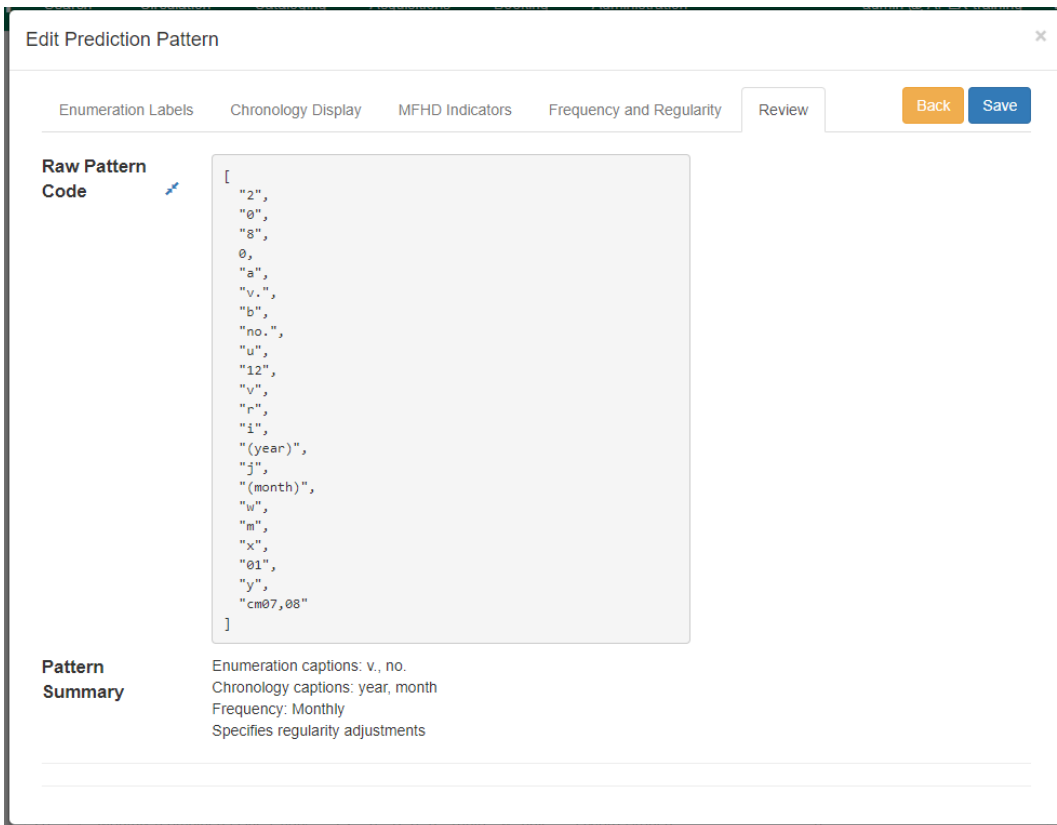 Edit Prediction Pattern ×
Enumeration Labels Chronology Display MFHD Indicators Frequency and Regularity Review Back Save
Raw Pattern
Code
[
"2",
"0",
"8",
0,
"a",
"v.",
"b",
"no.",
"u",
"12",
"v",
"r",
"i",
"(year)",
"j",
"(month)",
"w",
"m",
"x",
"01",
"y",
"cm07,08"
]
Pattern
Summary
Enumeration captions: v., no.
Chronology captions: year, month
Frequency: Monthly
Specifies regularity adjustments